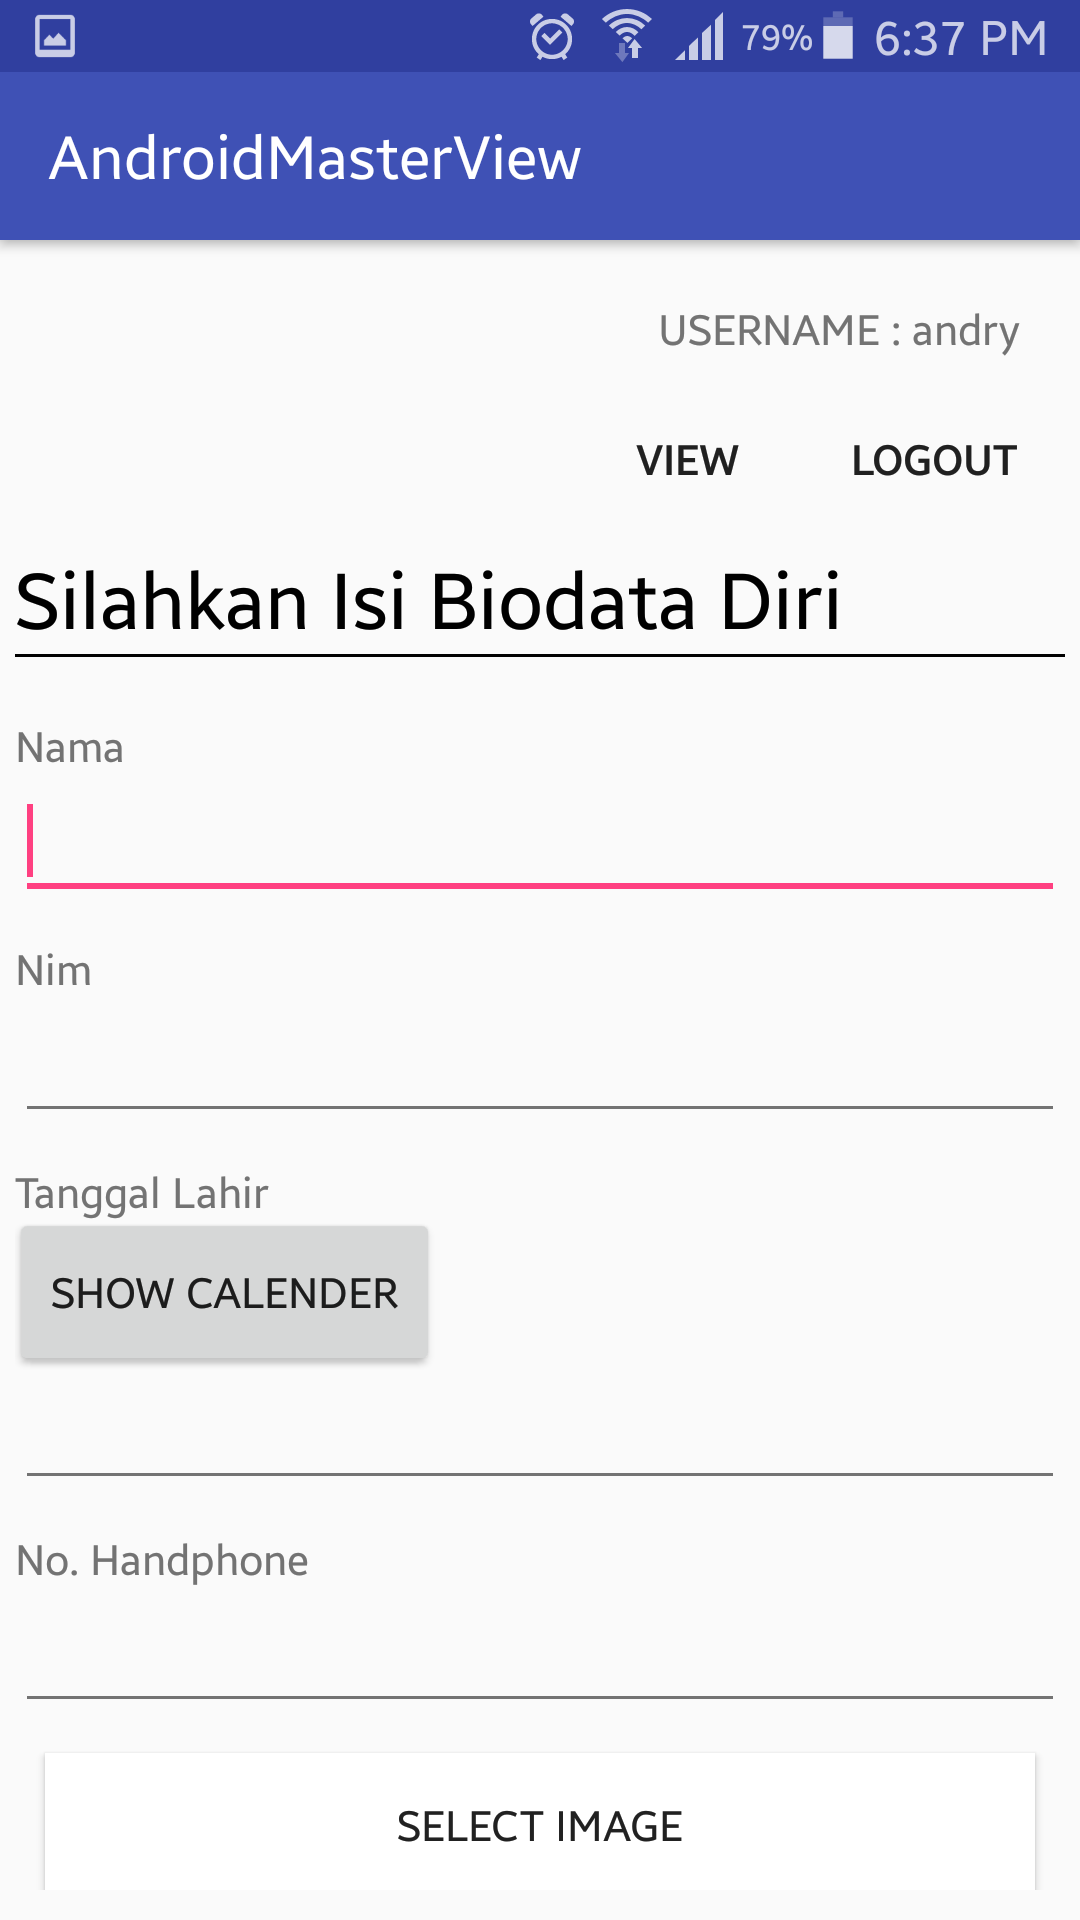 79% 6:37 PM
AndroidMasterView
USERNAME : andry
VIEW LOGOUT
Silahkan Isi Biodata Diri
Nama
Nim
Tanggal Lahir
SHOW CALENDER
No. Handphone
SELECT IMAGE